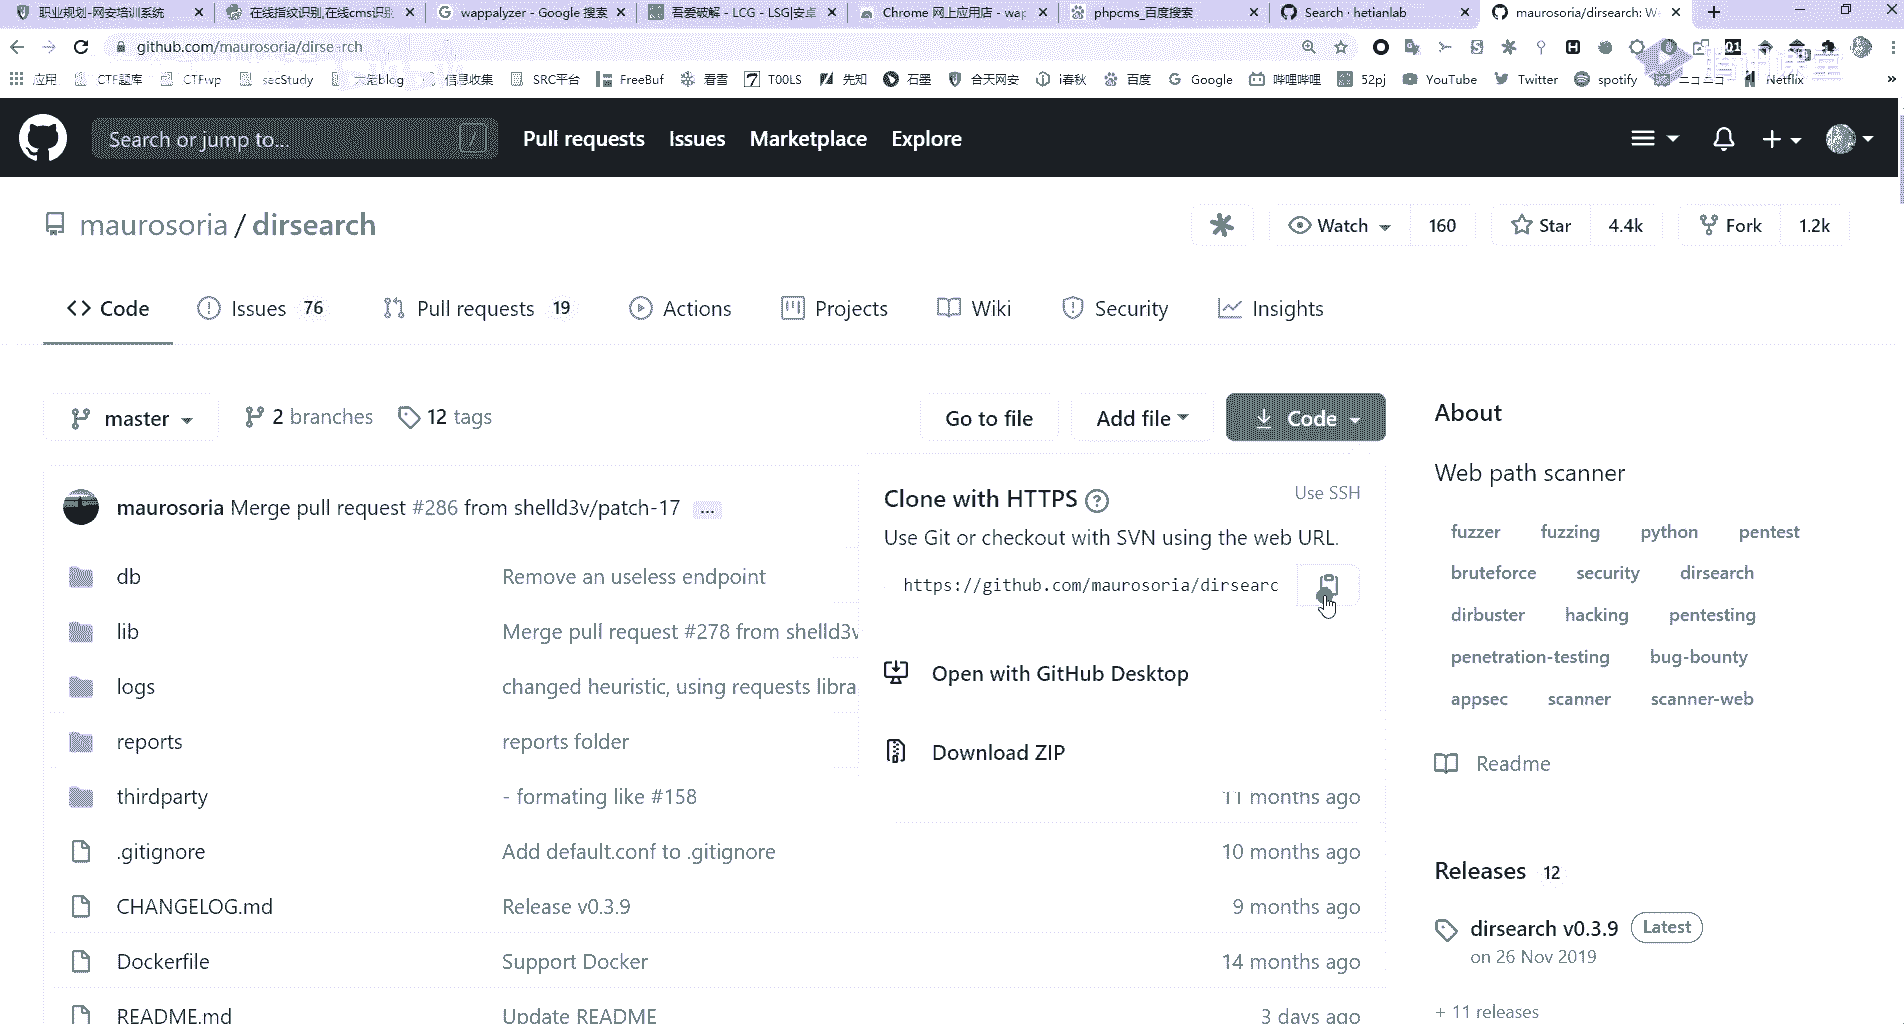 职业规划-网安培训系统
在线指纹识别,在线cms识别
wappalyzer - Google 搜索
吾爱破解 - LCG - LSG|安卓
Chrome 网上应用店 - wap
phpcms_百度搜索
Search · hetianlab
maurosoria/dirsearch: W
github.com/maurosoria/dirse rch
应用 CTF题库 CTFwp secStudy 大佬blog 信息收集 SRC平台 FreeBuf 看雪 T00LS 先知 石墨 合天网安 i春秋 百度 Google 哔哩哔哩 52pj YouTube Twitter spotify ニコニコ Netflix »
Search or jump to... /
Pull requests Issues Marketplace Explore
maurosoria / dirsearch
Watch 160 Star 4.4k Fork 1.2k
Code Issues 76 Pull requests 19 Actions Projects Wiki Security Insights
master 2 branches 12 tags
Go to file Add file Code
maurosoria Merge pull request #286 from shelld3v/patch-17 ...
Clone with HTTPS ? Use SSH
Use Git or checkout with SVN using the web URL.
https://github.com/maurosoria/dirsearc
Open with GitHub Desktop
Download ZIP
db Remove an useless endpoint
lib Merge pull request #278 from shelld3v
logs changed heuristic, using requests libra
reports reports folder
thirdparty - formating like #158 11 months ago
.gitignore Add default.conf to .gitignore 10 months ago
CHANGELOG.md Release v0.3.9 9 months ago
Dockerfile Support Docker 14 months ago
README.md Update README 3 days ago
About
Web path scanner
fuzzer fuzzing python pentest
bruteforce security dirsearch
dirbuster hacking pentesting
penetration-testing bug-bounty
appsec scanner scanner-web
Readme
Releases 12
dirsearch v0.3.9 Latest
on 26 Nov 2019
+ 11 releases